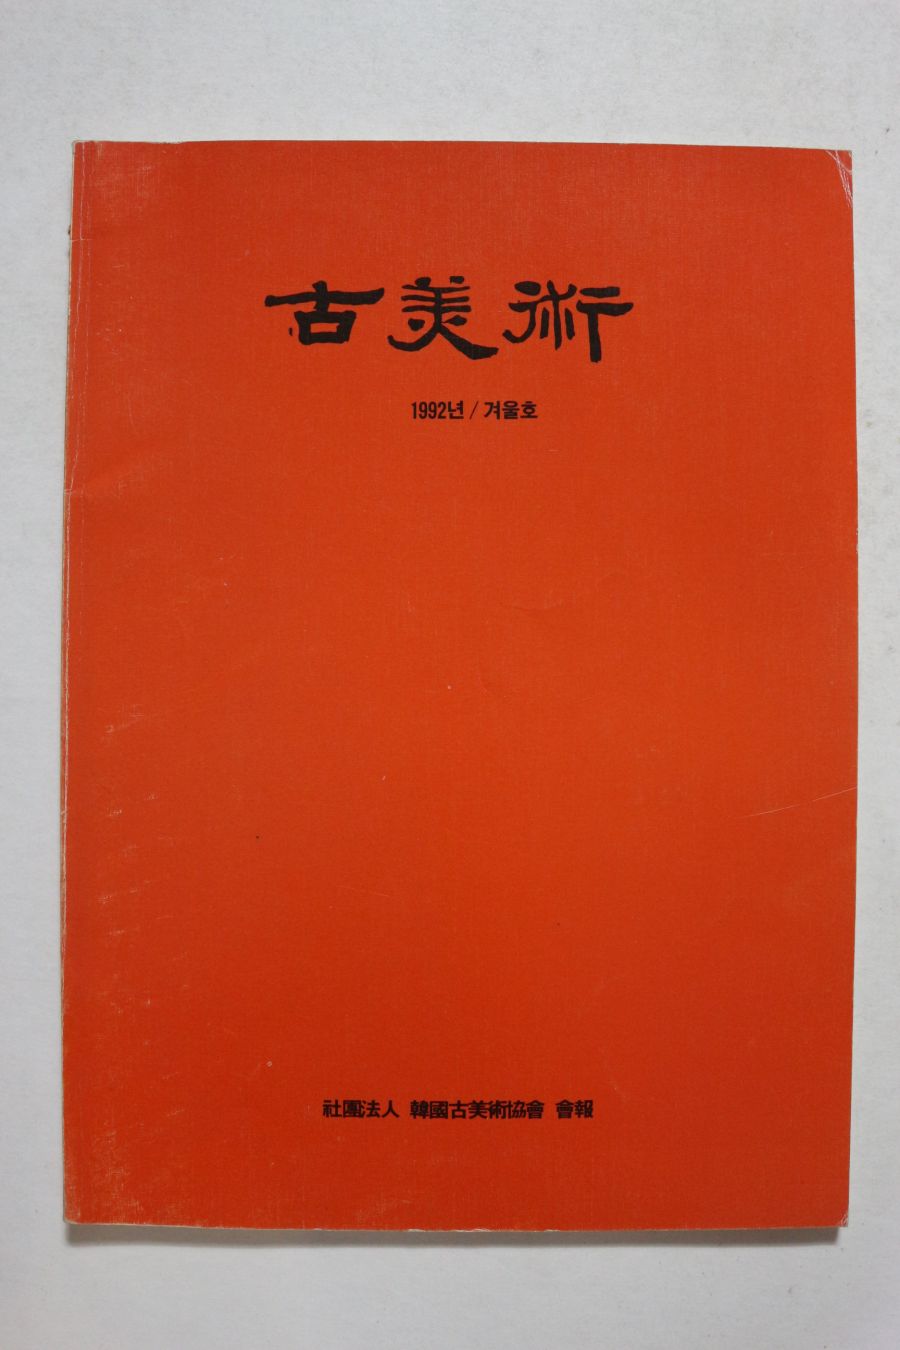 古美術
1992년 / 겨울호
社團法人 韓國古美術協會 會報